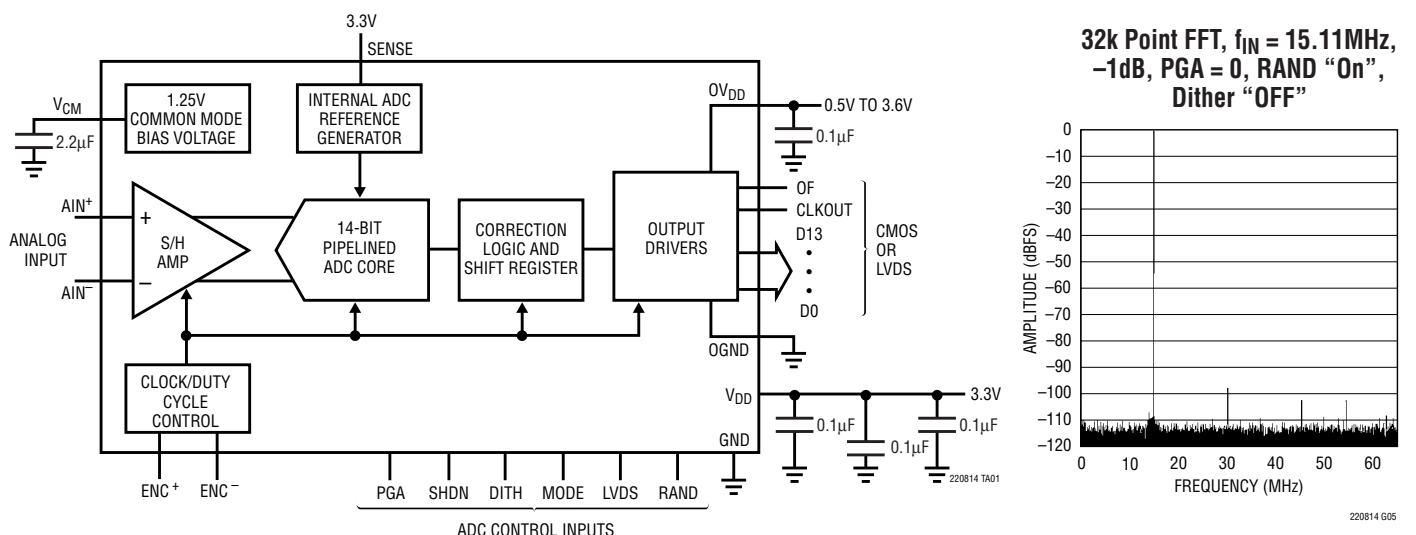 3.3V
SENSE
VCM
2.2µF
1.25V
COMMON MODE
BIAS VOLTAGE
INTERNAL ADC
REFERENCE
GENERATOR
OVDD
0.5V TO 3.6V
0.1µF
AIN+
ANALOG
INPUT
AIN–
+
–
S/H
AMP
14-BIT
PIPELINED
ADC CORE
CORRECTION
LOGIC AND
SHIFT REGISTER
OUTPUT
DRIVERS
OF
CLKOUT
D13
•
•
•
D0
CMOS
OR
LVDS
OGND
CLOCK/DUTY
CYCLE
CONTROL
VDD
3.3V
0.1µF
0.1µF
0.1µF
GND
220814 TA01
ENC+
ENC–
PGA
SHDN
DITH
MODE
LVDS
RAND
ADC CONTROL INPUTS
32k Point FFT, fIN = 15.11MHz,
–1dB, PGA = 0, RAND “On”,
Dither “OFF”
AMPLITUDE (dBFS)
0
–10
–20
–30
–40
–50
–60
–70
–80
–90
–100
–110
–120
0 10 20 30 40 50 60
FREQUENCY (MHz)
220814 G05